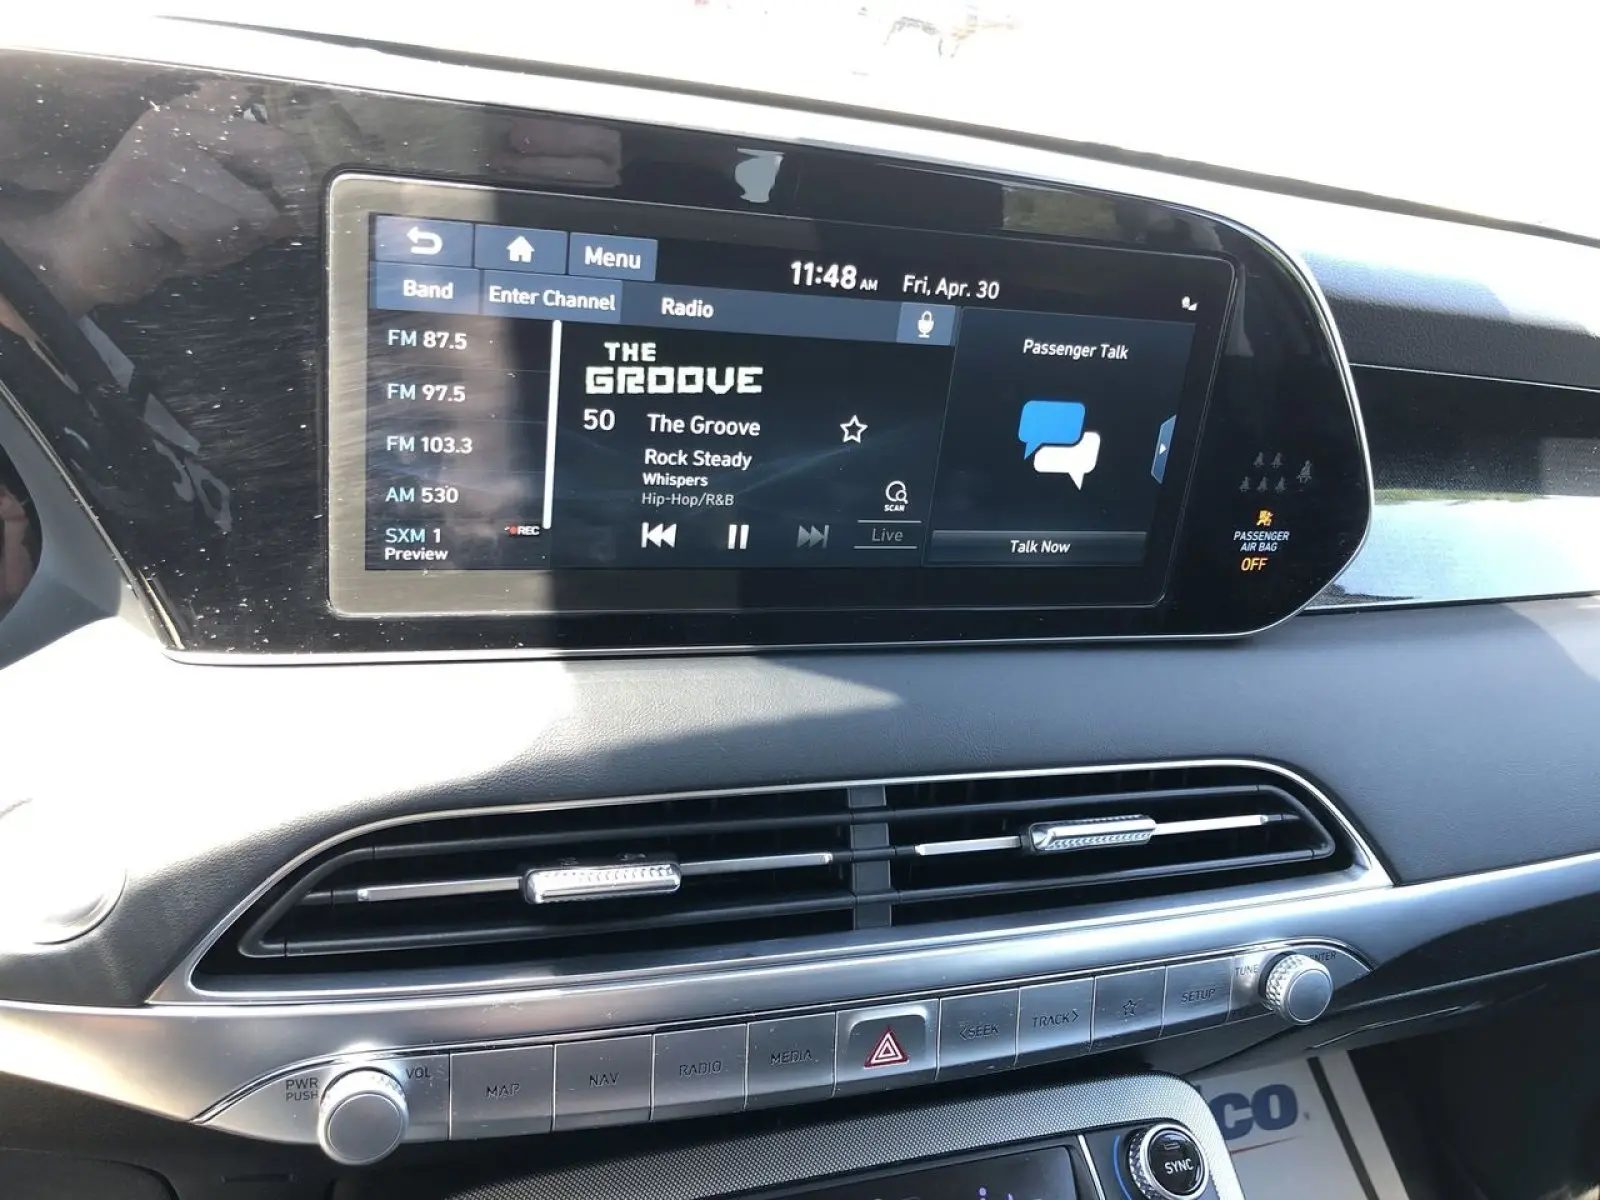 Menu
11:48 AM
Fri, Apr. 30
Band
Enter Channel
Radio
FM 87.5
FM 97.5
FM 103.3
AM 530
SXM 1
Preview
REC
THE
GROOVE
50
The Groove
Rock Steady
Whispers
Hip-Hop/R&B
SCAN
Live
Passenger Talk
Talk Now
PASSENGER
AIR BAG
OFF
PWR
PUSH
VOL
MAP
NAV
RADIO
MEDIA
<SEEK
TRACK>
SETUP
TUNE
ENTER
SYNC